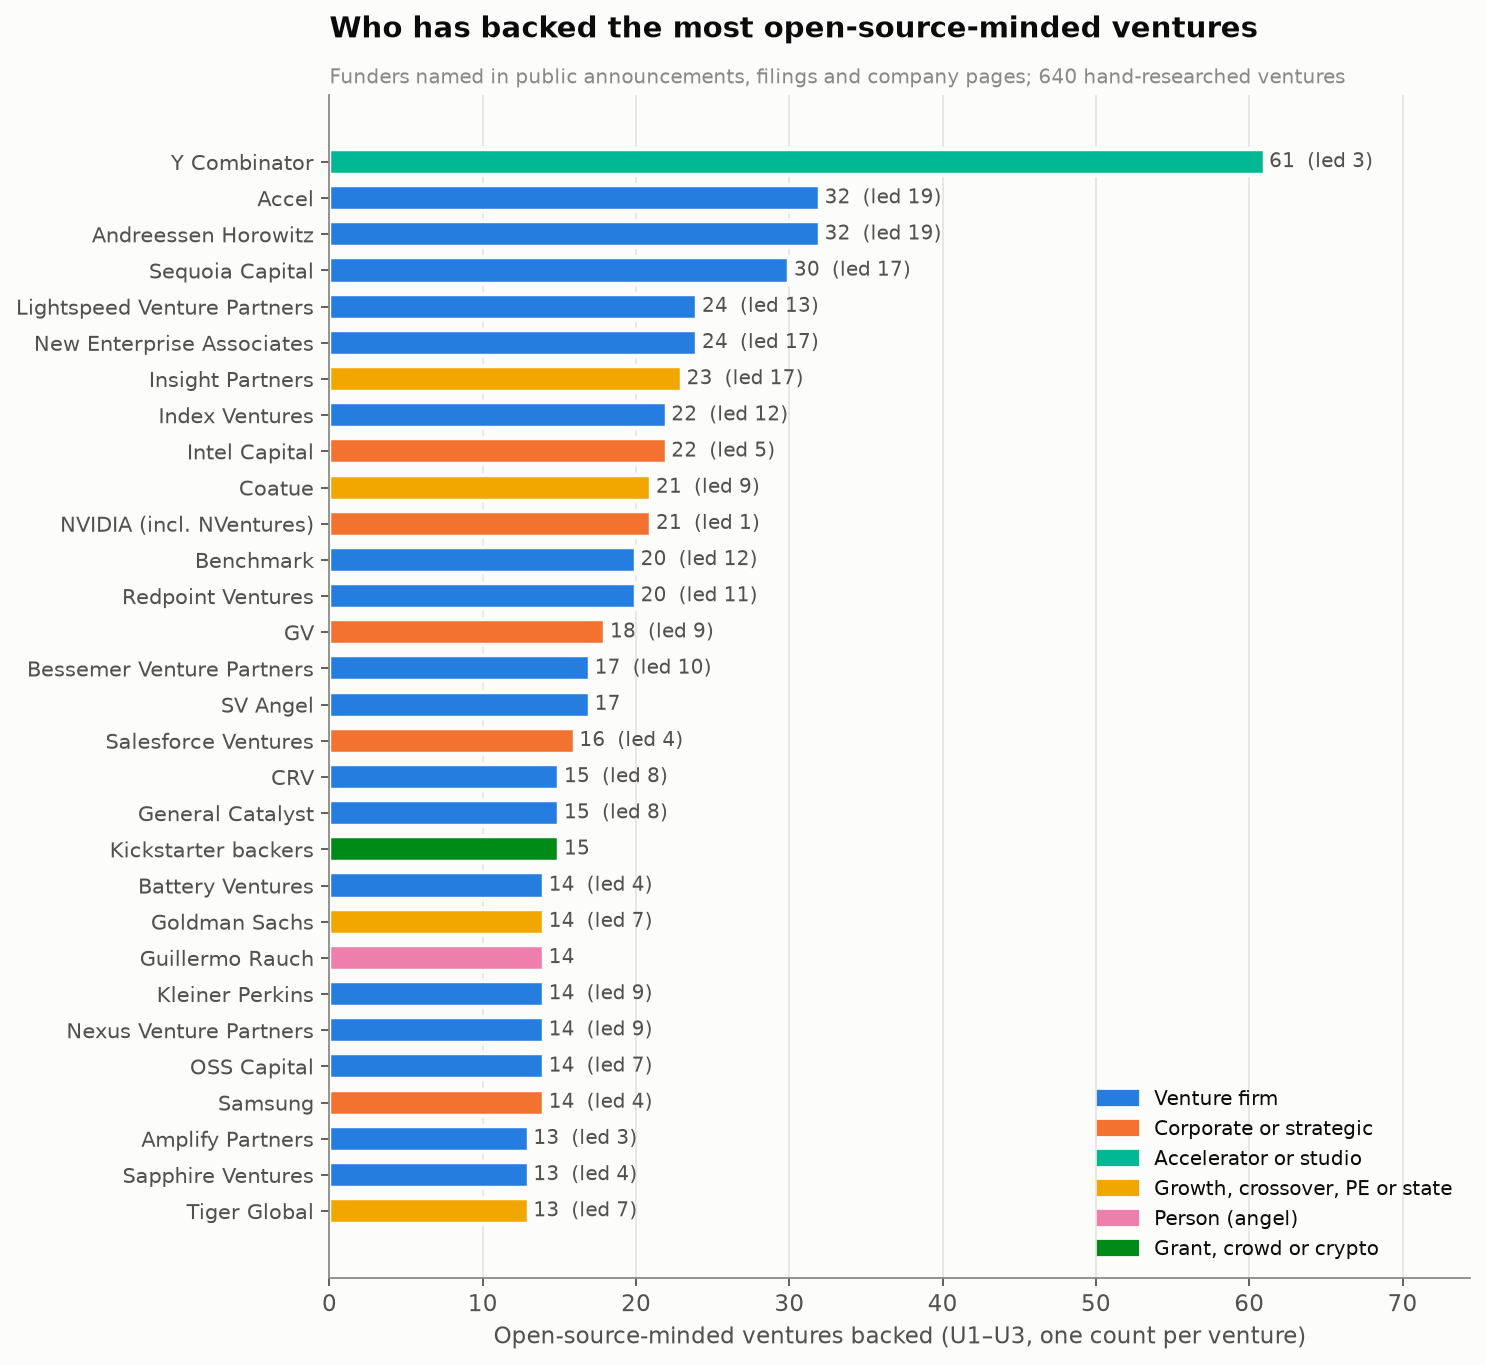 Who has backed the most open-source-minded ventures
Funders named in public announcements, filings and company pages; 640 hand-researched ventures
Y Combinator 61 (led 3)
Accel 32 (led 19)
Andreessen Horowitz 32 (led 19)
Sequoia Capital 30 (led 17)
Lightspeed Venture Partners 24 (led 13)
New Enterprise Associates 24 (led 17)
Insight Partners 23 (led 17)
Index Ventures 22 (led 12)
Intel Capital 22 (led 5)
Coatue 21 (led 9)
NVIDIA (incl. NVentures) 21 (led 1)
Benchmark 20 (led 12)
Redpoint Ventures 20 (led 11)
GV 18 (led 9)
Bessemer Venture Partners 17 (led 10)
SV Angel 17
Salesforce Ventures 16 (led 4)
CRV 15 (led 8)
General Catalyst 15 (led 8)
Kickstarter backers 15
Battery Ventures 14 (led 4)
Goldman Sachs 14 (led 7)
Guillermo Rauch 14
Kleiner Perkins 14 (led 9)
Nexus Venture Partners 14 (led 9)
OSS Capital 14 (led 7)
Samsung 14 (led 4)
Amplify Partners 13 (led 3)
Sapphire Ventures 13 (led 4)
Tiger Global 13 (led 7)
Venture firm
Corporate or strategic
Accelerator or studio
Growth, crossover, PE or state
Person (angel)
Grant, crowd or crypto
0 10 20 30 40 50 60 70
Open-source-minded ventures backed (U1–U3, one count per venture)